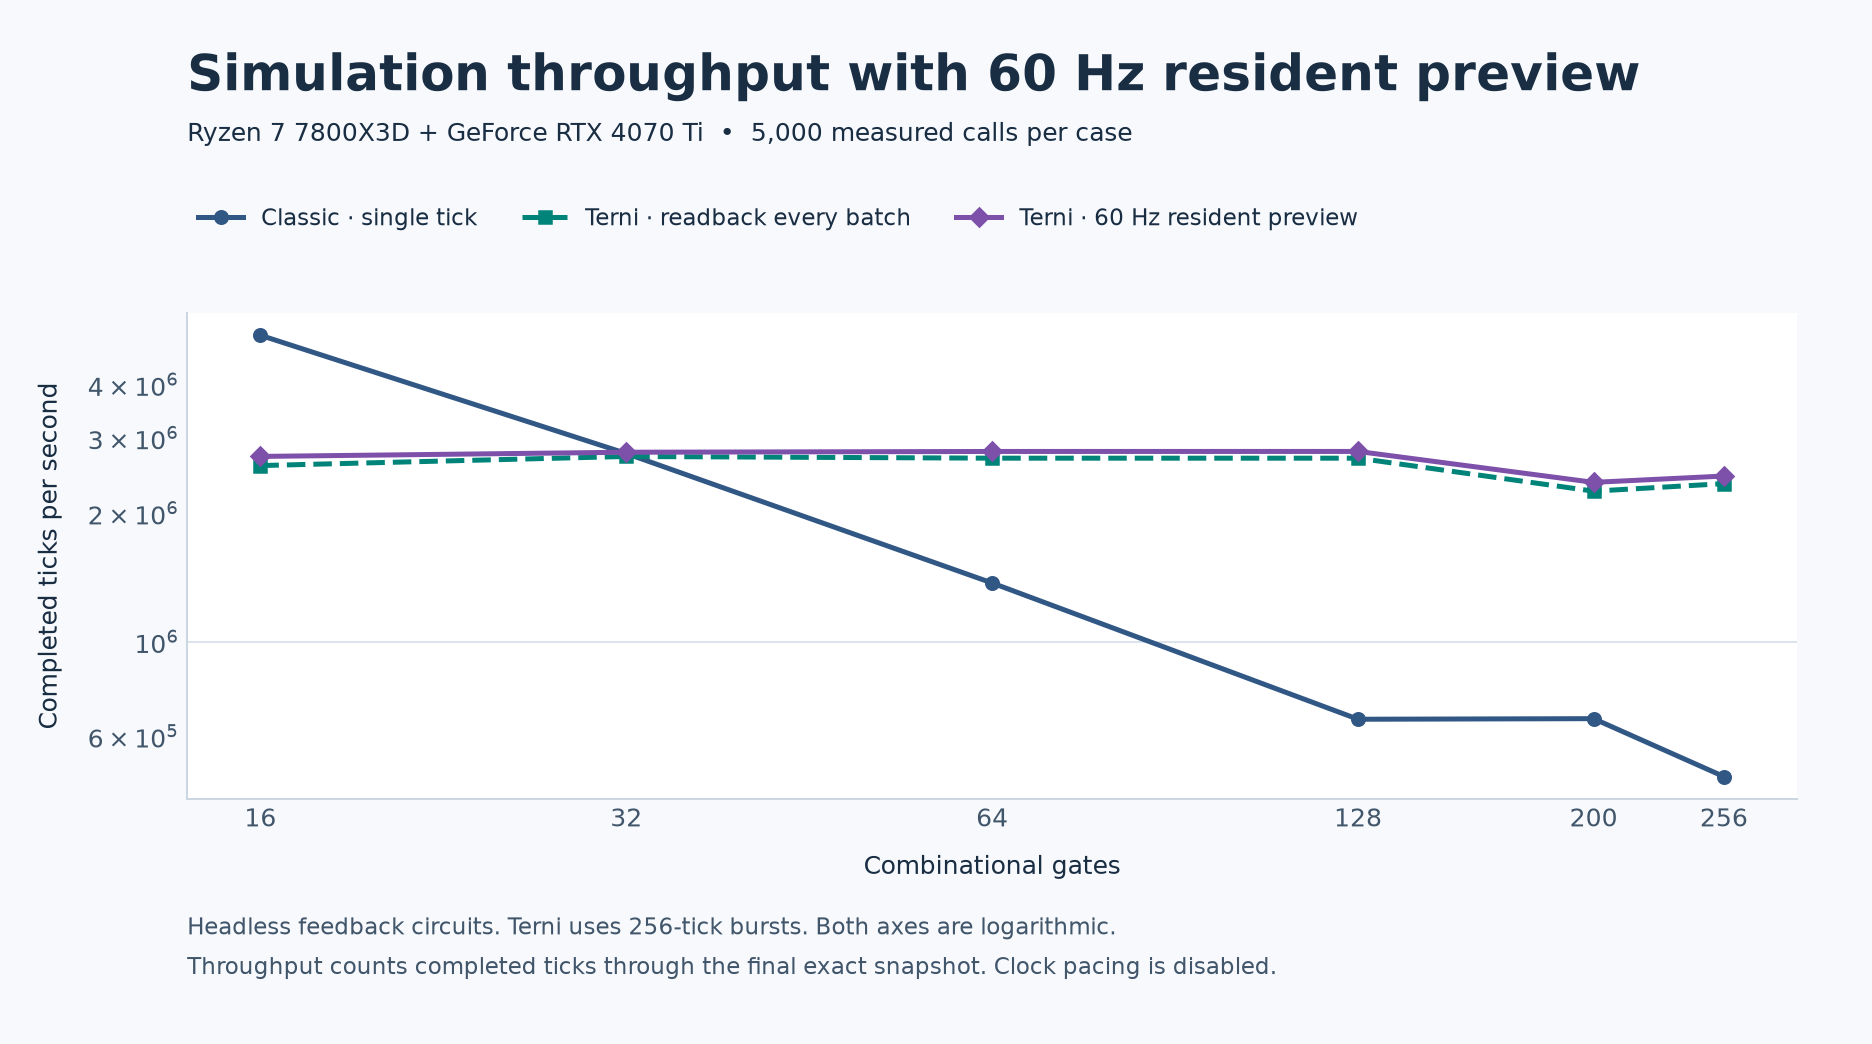 Simulation throughput with 60 Hz resident preview
Ryzen 7 7800X3D + GeForce RTX 4070 Ti • 5,000 measured calls per case
Classic · single tick
Terni · readback every batch
Terni · 60 Hz resident preview
Completed ticks per second
4 × 10⁶
3 × 10⁶
2 × 10⁶
10⁶
6 × 10⁵
16 32 64 128 200 256
Combinational gates
Headless feedback circuits. Terni uses 256-tick bursts. Both axes are logarithmic.
Throughput counts completed ticks through the final exact snapshot. Clock pacing is disabled.